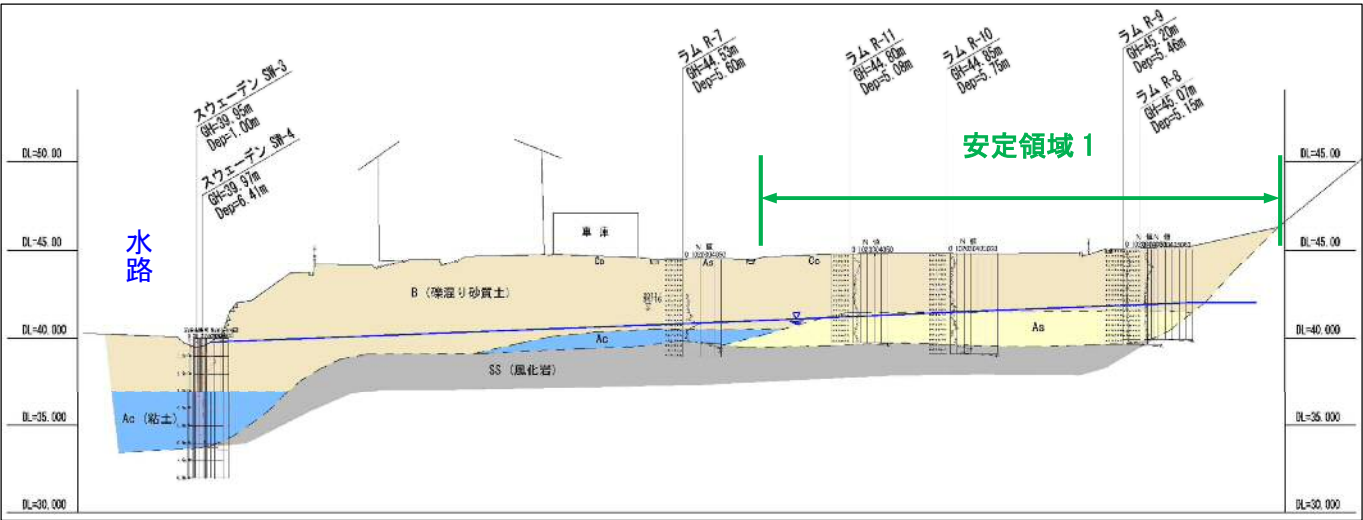 スウェーデン SW-3
GH=39.95m
Dep=1.00m
スウェーデン SW-4
GH=39.97m
Dep=6.41m
ラム R-7
GH=44.53m
Dep=5.60m
ラム R-11
GH=44.80m
Dep=5.08m
ラム R-10
GH=44.85m
Dep=5.75m
ラム R-9
GH=45.20m
Dep=5.46m
ラム R-8
GH=45.07m
Dep=5.15m
安定領域 1
DL=50.00
DL=45.00
水路
DL=45.00
DL=45.00
車庫
Co
As
Co
N 値
N 値
N 値
N 値
N 値
B (礫混り砂質土)
DL=40.000
DL=40.000
Ac
As
SS (風化岩)
Ac (粘土)
DL=35.000
DL=35.000
DL=30.000
DL=30.000